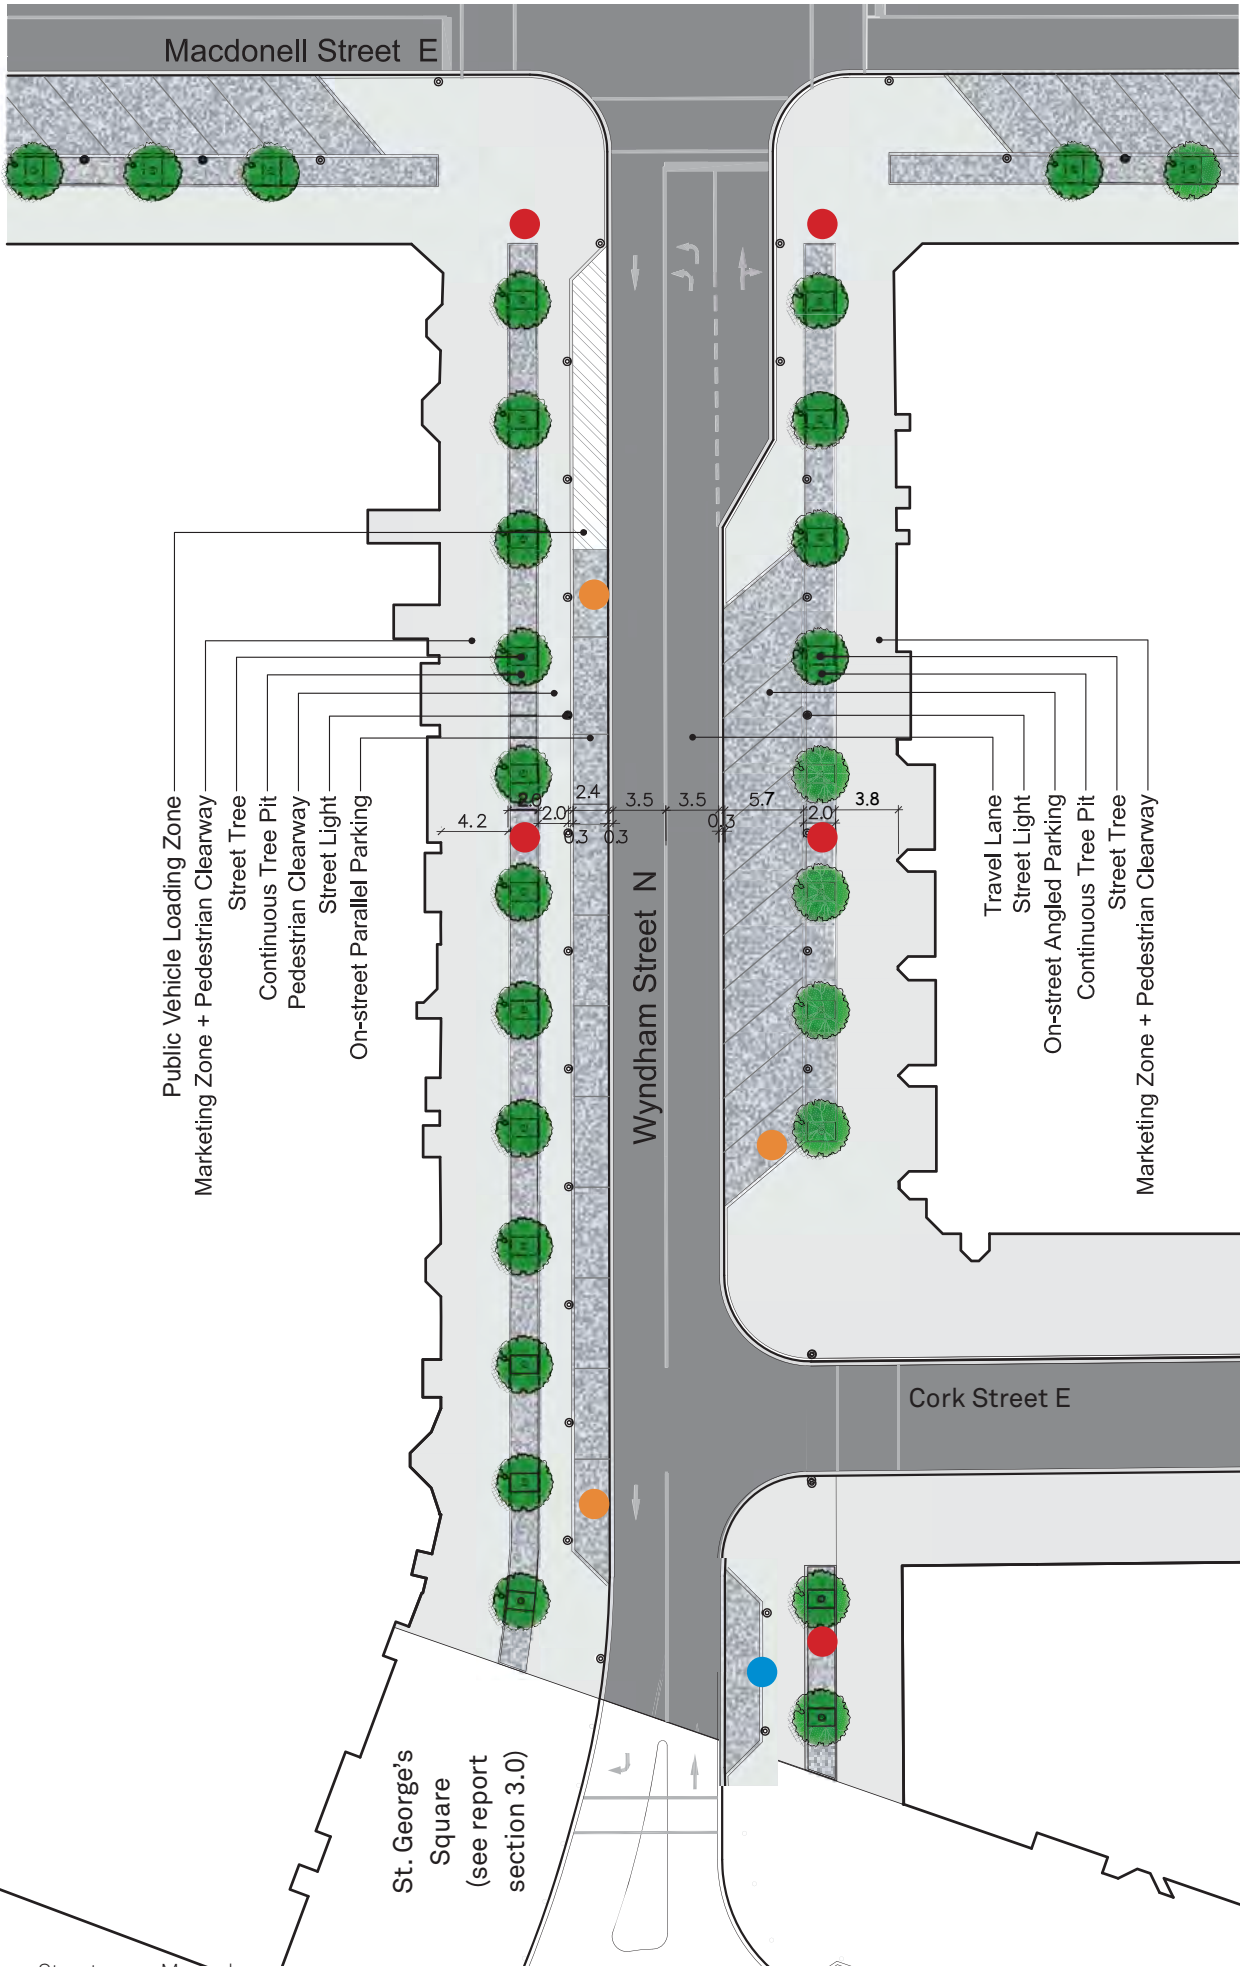 Macdonell Street E
Public Vehicle Loading Zone
Marketing Zone + Pedestrian Clearway
Street Tree
Continuous Tree Pit
Pedestrian Clearway
Street Light
On-street Parallel Parking
4.2
2.0
2.0
0.3
2.4
0.3
3.5
3.5
0.3
5.7
2.0
3.8
Wyndham Street N
Travel Lane
Street Light
On-street Angled Parking
Continuous Tree Pit
Street Tree
Marketing Zone + Pedestrian Clearway
Cork Street E
St. George's
Square
(see report
section 3.0)